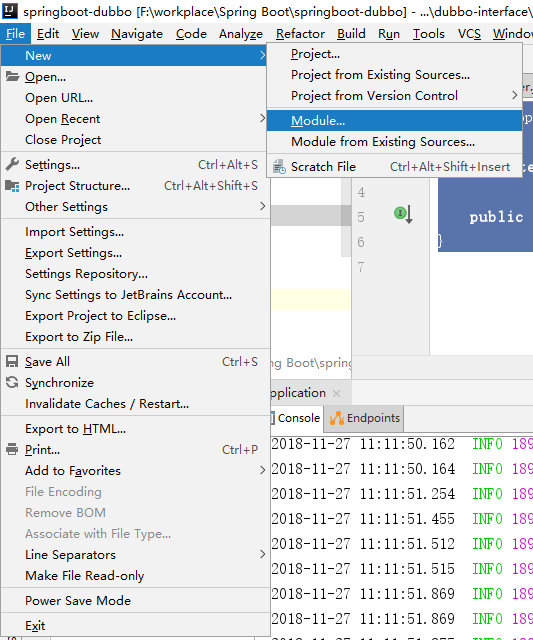 springboot-dubbo [F:\workplace\Spring Boot\springboot-dubbo] - ...\dubbo-interface\
File Edit View Navigate Code Analyze Refactor Build Run Tools VCS Window
New
Open...
Open URL...
Open Recent
Close Project
Settings... Ctrl+Alt+S
Project Structure... Ctrl+Alt+Shift+S
Other Settings
Import Settings...
Export Settings...
Settings Repository...
Sync Settings to JetBrains Account...
Export Project to Eclipse...
Export to Zip File...
Save All Ctrl+S
Synchronize
Invalidate Caches / Restart...
Export to HTML...
Print... Ctrl+P
Add to Favorites
File Encoding
Remove BOM
Associate with File Type...
Line Separators
Make File Read-only
Power Save Mode
Exit
Project...
Project from Existing Sources...
Project from Version Control
Module...
Module from Existing Sources...
Scratch File Ctrl+Alt+Shift+Insert
4
5 public
6 }
7
Boot\spring
pplication
Console Endpoints
2018-11-27 11:11:50.162 INFO 189
2018-11-27 11:11:50.164 INFO 189
2018-11-27 11:11:51.254 INFO 189
2018-11-27 11:11:51.455 INFO 189
2018-11-27 11:11:51.512 INFO 189
2018-11-27 11:11:51.515 INFO 189
2018-11-27 11:11:51.869 INFO 189
2018-11-27 11:11:51.869 INFO 189